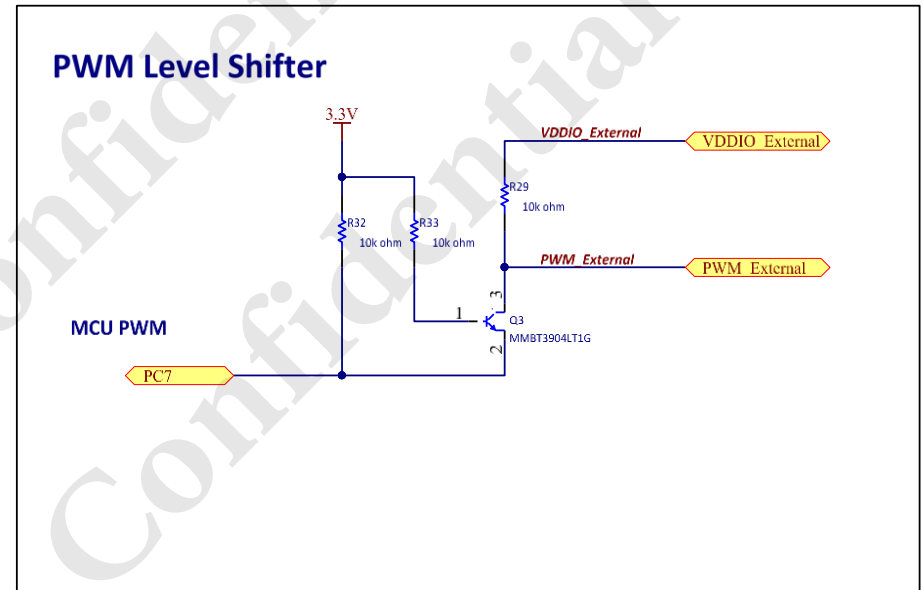 PWM Level Shifter
3.3V
VDDIO_External
VDDIO_External
R29
10k ohm
R32
10k ohm
R33
10k ohm
PWM_External
PWM_External
3
1
Q3
MMBT3904LT1G
2
MCU PWM
PC7
Confidential
Confidential